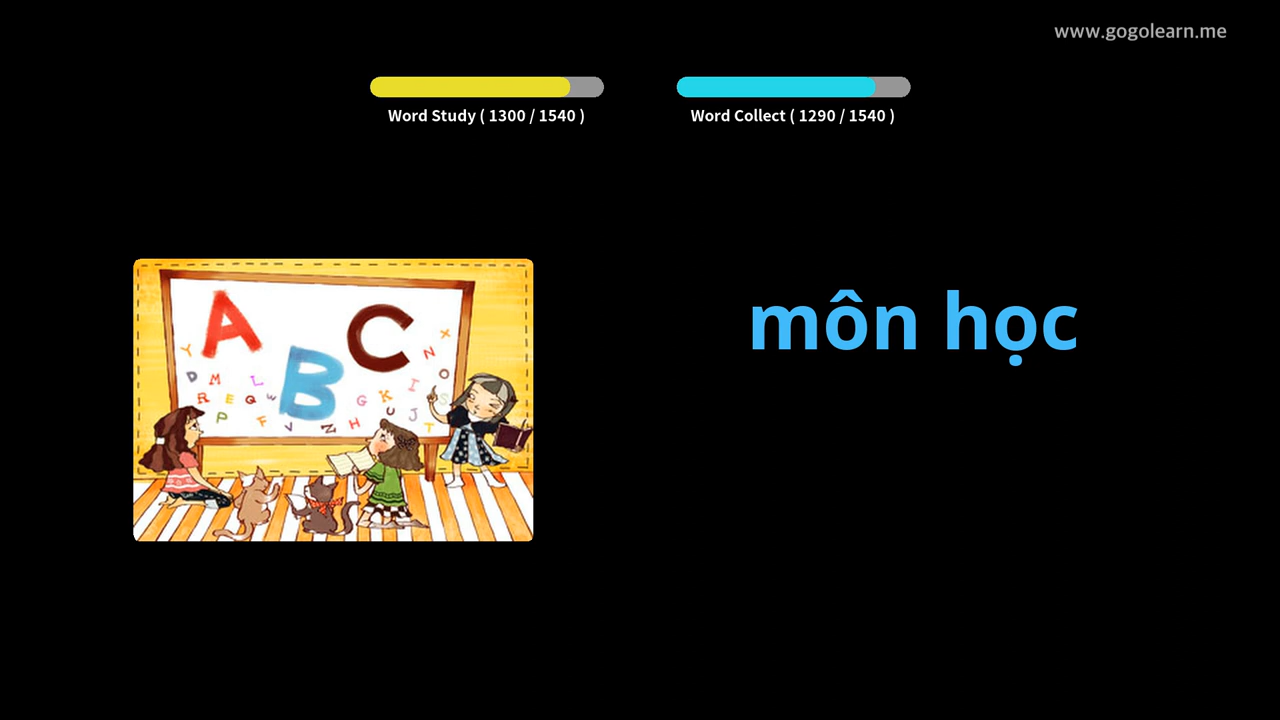 www.gogolearn.me
Word Study ( 1300 / 1540 )
Word Collect ( 1290 / 1540 )
môn học
A
B
C
Y
X
N
D M L
O
I
R E Q W
G K
S
P
F
V
Z
H
U
J
T